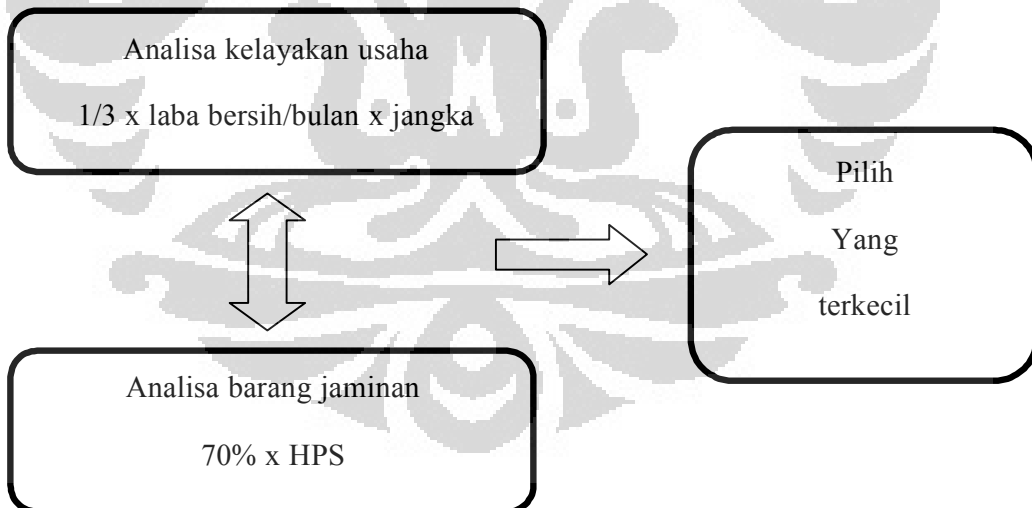 Analisa kelayakan usaha
1/3 x laba bersih/bulan x jangka
Pilih
Yang
terkecil
Analisa barang jaminan
70% x HPS